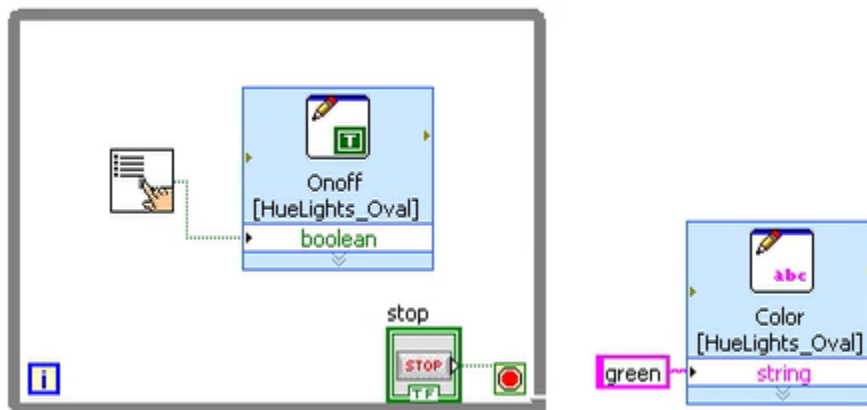 T
Onoff
[HueLights_Oval]
boolean
stop
STOP
TF
i
abc
Color
[HueLights_Oval]
green
string